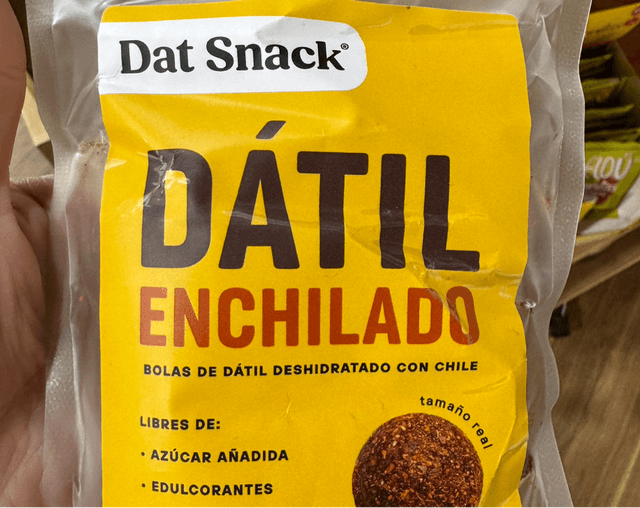 Dat Snack®
DÁTIL
ENCHILADO
BOLAS DE DÁTIL DESHIDRATADO CON CHILE
tamaño real
LIBRES DE:
• AZÚCAR AÑADIDA
• EDULCORANTES